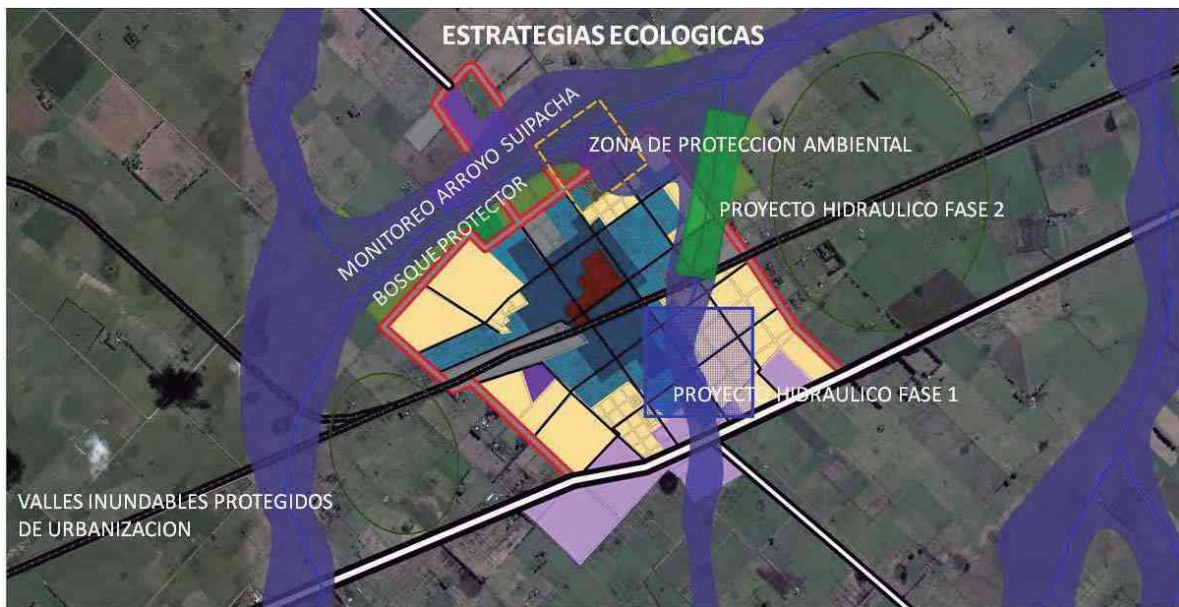 ESTRATEGIAS ECOLOGICAS
MONITOREO ARROYO SUIPACHA
ZONA DE PROTECCION AMBIENTAL
BOSQUE PROTECTOR
PROYECTO HIDRAULICO FASE 2
PROYECTO HIDRAULICO FASE 1
VALLES INUNDABLES PROTEGIDOS
DE URBANIZACION